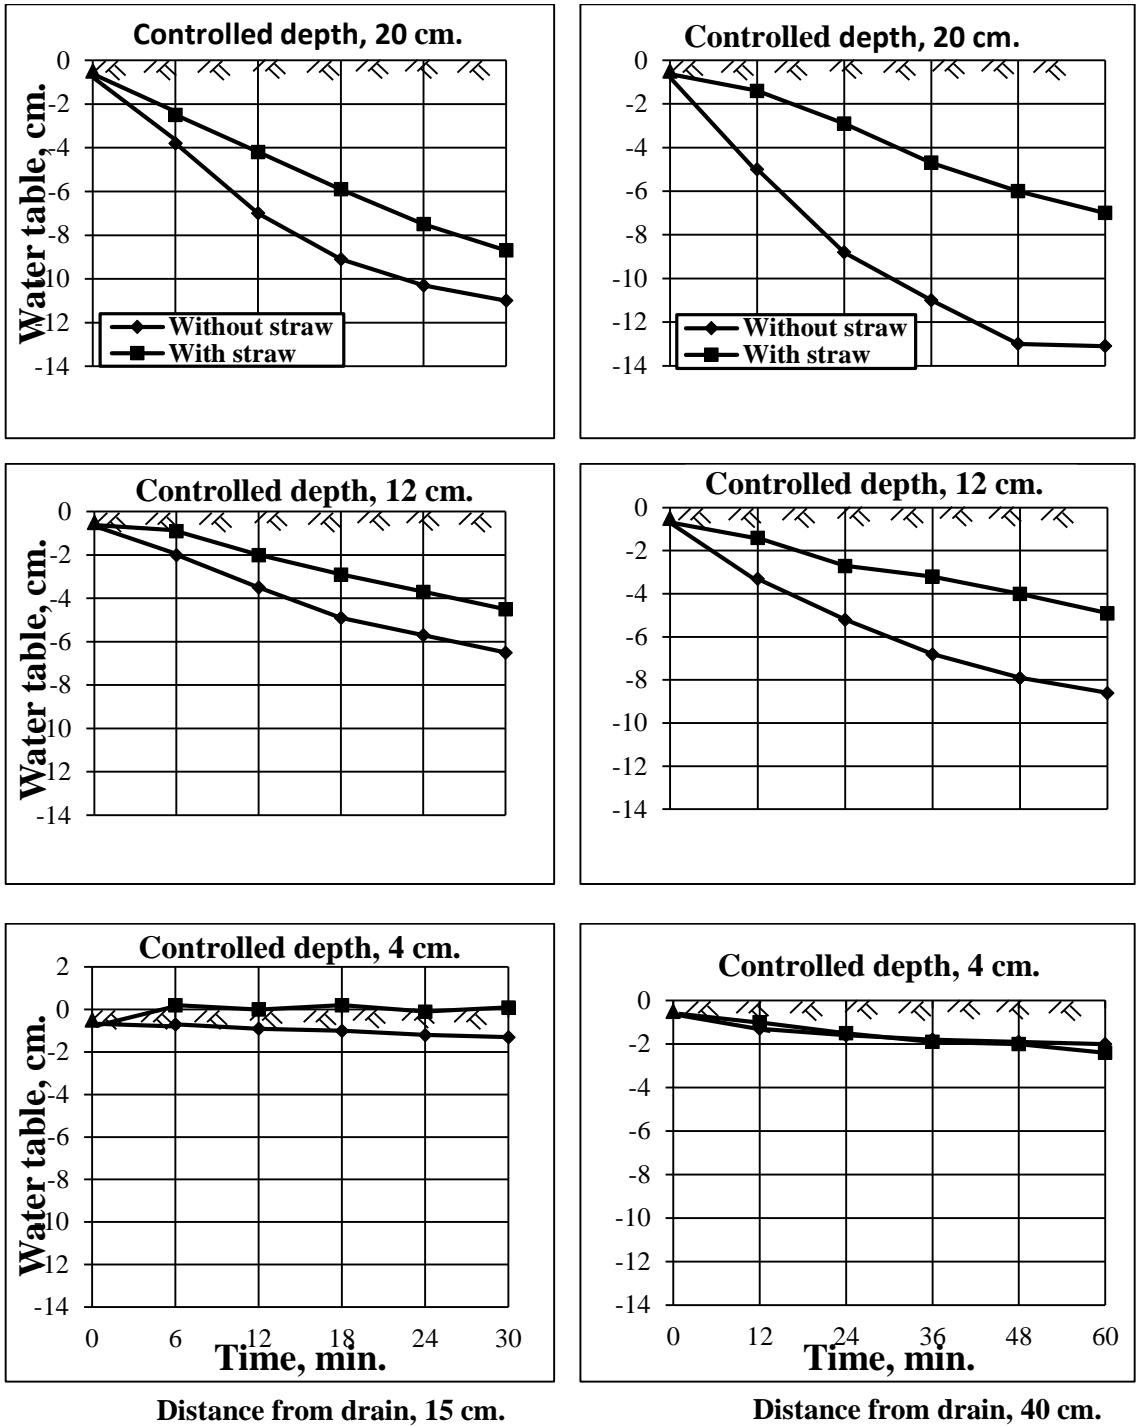 Controlled depth, 20 cm.
Water table, cm.
0
-2
-4
-6
-8
-10
-12
-14
Without straw
With straw
Controlled depth, 20 cm.
0
-2
-4
-6
-8
-10
-12
-14
Without straw
With straw
Controlled depth, 12 cm.
Water table, cm.
0
-2
-4
-6
-8
-10
-12
-14
Controlled depth, 12 cm.
0
-2
-4
-6
-8
-10
-12
-14
Controlled depth, 4 cm.
Water table, cm.
2
0
-2
-4
-6
-8
-10
-12
-14
0 6 12 18 24 30
Time, min.
Controlled depth, 4 cm.
0
-2
-4
-6
-8
-10
-12
-14
0 12 24 36 48 60
Time, min.
Distance from drain, 15 cm.
Distance from drain, 40 cm.